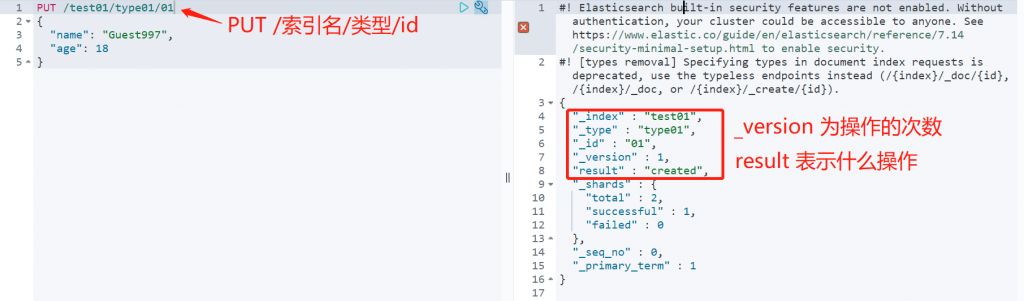 1 PUT /test01/type01/01
2 {
3 "name": "Guest997",
4 "age": 18
5 }
PUT /索引名/类型/id
1 #! Elasticsearch built-in security features are not enabled. Without
authentication, your cluster could be accessible to anyone. See
https://www.elastic.co/guide/en/elasticsearch/reference/7.14
/security-minimal-setup.html to enable security.
2 #! [types removal] Specifying types in document index requests is
deprecated, use the typeless endpoints instead (/{index}/_doc/{id},
/{index}/_doc, or /{index}/_create/{id}).
3 {
4 "_index" : "test01",
5 "_type" : "type01",
6 "_id" : "01",
7 "_version" : 1,
8 "result" : "created",
9 "_shards" : {
10 "total" : 2,
11 "successful" : 1,
12 "failed" : 0
13 },
14 "_seq_no" : 0,
15 "_primary_term" : 1
16 }
17
_version 为操作的次数
result 表示什么操作